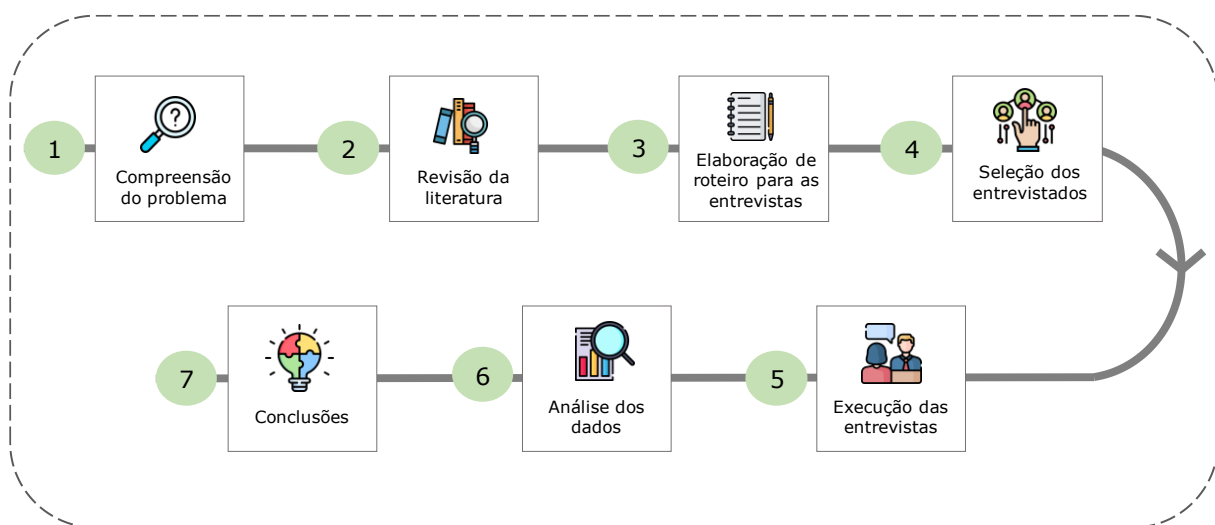 1
Compreensão
do problema
2
Revisão da
literatura
3
Elaboração de
roteiro para as
entrevistas
4
Seleção dos
entrevistados
5
Execução das
entrevistas
6
Análise dos
dados
7
Conclusões